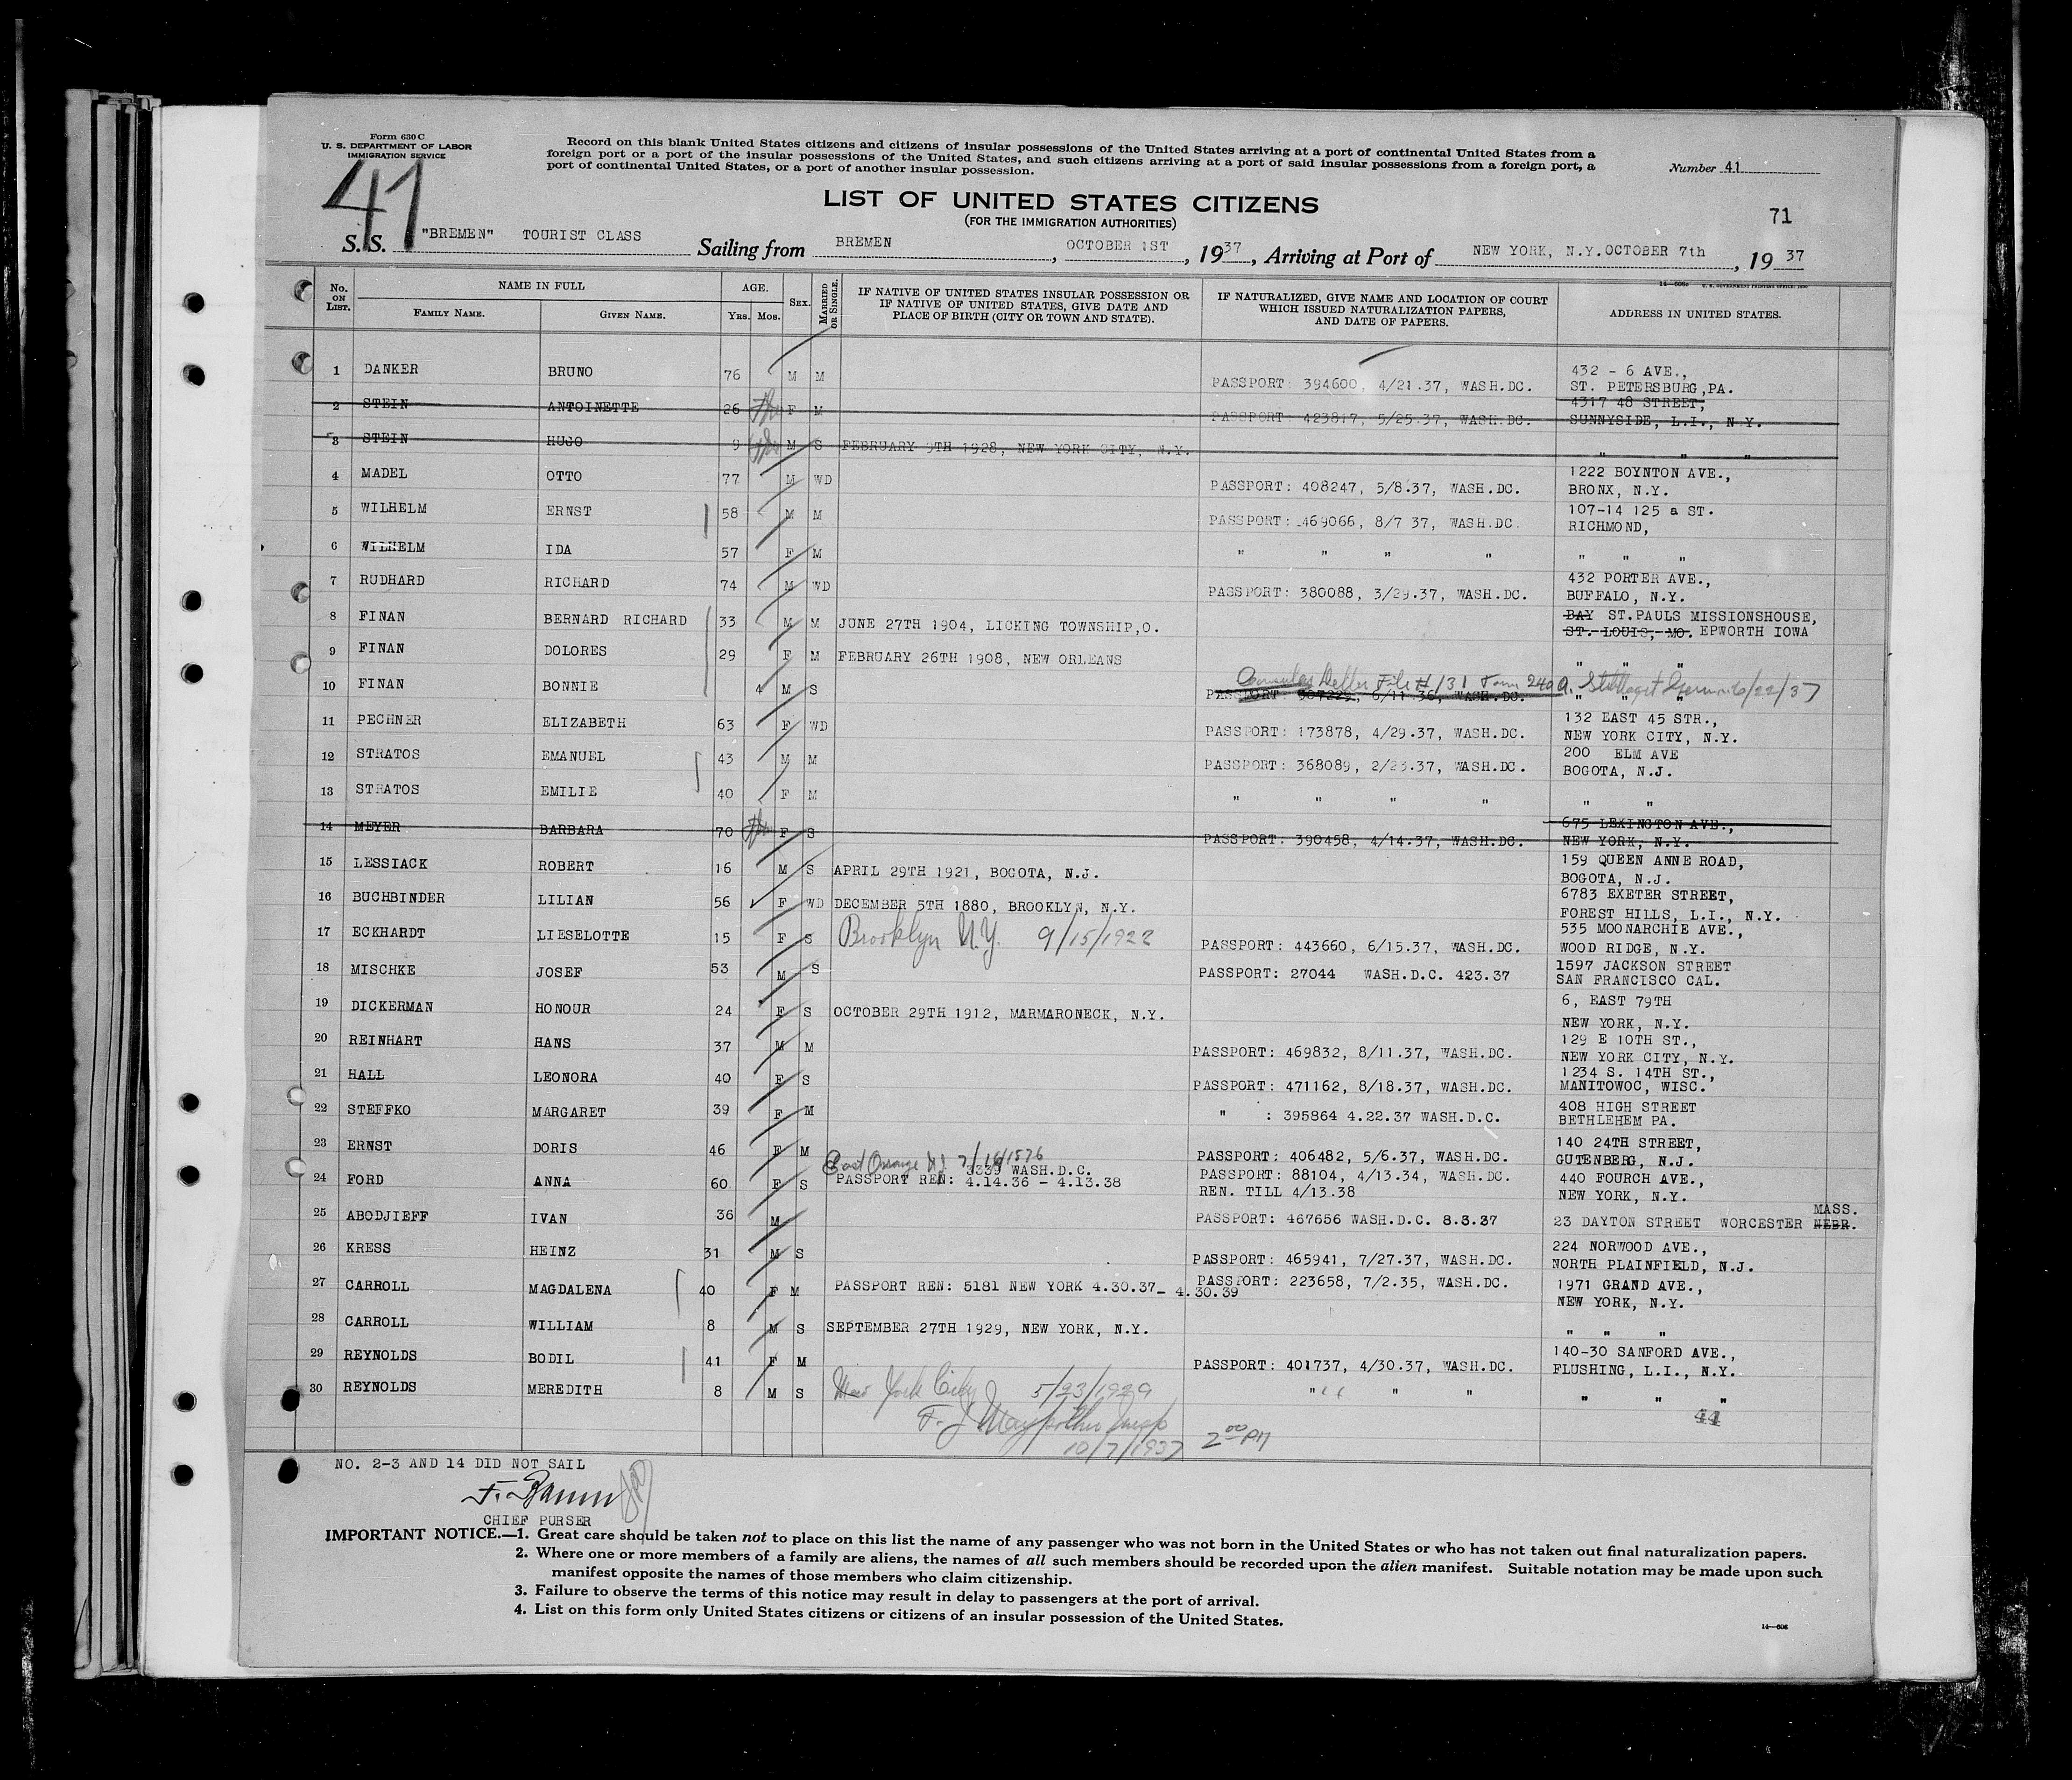 Form 630 C
U. S. DEPARTMENT OF LABOR
IMMIGRATION SERVICE
41
Record on this blank United States citizens and citizens of insular possessions of the United States arriving at a port of continental United States from a
foreign port or a port of the insular possessions of the United States, and such citizens arriving at a port of said insular possessions from a foreign port, a
port of continental United States, or a port of another insular possession.
Number 41
LIST OF UNITED STATES CITIZENS
(FOR THE IMMIGRATION AUTHORITIES)
71
S. S. "BREMEN" TOURIST CLASS Sailing from BREMEN, OCTOBER 1ST, 1937, Arriving at Port of NEW YORK, N.Y. OCTOBER 7th, 1937
No. ON LIST. NAME IN FULL FAMILY NAME. GIVEN NAME. AGE. Yrs. Mos. SEX. MARRIED OR SINGLE. IF NATIVE OF UNITED STATES INSULAR POSSESSION OR IF NATIVE OF UNITED STATES, GIVE DATE AND PLACE OF BIRTH (CITY OR TOWN AND STATE). IF NATURALIZED, GIVE NAME AND LOCATION OF COURT WHICH ISSUED NATURALIZATION PAPERS, AND DATE OF PAPERS. ADDRESS IN UNITED STATES.
1 DANKER BRUNO 76 M M PASSPORT: 394600, 4/21.37, WASH.DC. 432 - 6 AVE., ST. PETERSBURG,PA.
2 STEIN ANTOINETTE 26 F M PASSPORT: 423817, 5/25.37, WASH.DC. 4317 48 STREET, SUNNYSIDE, L.I., N.Y.
3 STEIN HUGO 9 M S FEBRUARY 9TH 1928, NEW YORK CITY, N.Y. " " "
4 MADEL OTTO 77 M WD PASSPORT: 408247, 5/8.37, WASH.DC. 1222 BOYNTON AVE., BRONX, N.Y.
5 WILHELM ERNST 58 M M PASSPORT: 469066, 8/7 37, WASH.DC. 107-14 125 a ST. RICHMOND,
6 WILHELM IDA 57 F M " " " " " " "
7 RUDHARD RICHARD 74 M WD PASSPORT: 380088, 3/29.37, WASH.DC. 432 PORTER AVE., BUFFALO, N.Y.
8 FINAN BERNARD RICHARD 33 M M JUNE 27TH 1904, LICKING TOWNSHIP,O. BAY ST.PAULS MISSIONSHOUSE, ST. LOUIS, MO. EPWORTH IOWA
9 FINAN DOLORES 29 F M FEBRUARY 26TH 1908, NEW ORLEANS " " "
10 FINAN BONNIE 4 M S Consular Letter File # 131 Form 240 a. Stuttgart Germ 6/22/37 PASSPORT: 6/11.36, WASH.DC. " " "
11 PECHNER ELIZABETH 63 F WD PASSPORT: 173878, 4/29.37, WASH.DC. 132 EAST 45 STR., NEW YORK CITY, N.Y.
12 STRATOS EMANUEL 43 M M PASSPORT: 368089, 2/23.37, WASH.DC. 200 ELM AVE BOGOTA, N.J.
13 STRATOS EMILIE 40 F M " " " " " "
14 MEYER BARBARA 70 F S PASSPORT: 390458, 4/14.37, WASH.DC. 675 LEXINGTON AVE., NEW YORK, N.Y.
15 LESSIACK ROBERT 16 M S APRIL 29TH 1921, BOGOTA, N.J. 159 QUEEN ANNE ROAD, BOGOTA, N.J.
16 BUCHBINDER LILIAN 56 F WD DECEMBER 5TH 1880, BROOKLYN, N.Y. 6783 EXETER STREET, FOREST HILLS, L.I., N.Y.
17 ECKHARDT LIESELOTTE 15 F S Brooklyn N.Y. 9/15/1922 PASSPORT: 443660, 6/15.37, WASH.DC. 535 MOONARCHIE AVE., WOOD RIDGE, N.Y.
18 MISCHKE JOSEF 53 M S PASSPORT: 27044 WASH.D.C. 423.37 1597 JACKSON STREET SAN FRANCISCO CAL.
19 DICKERMAN HONOUR 24 F S OCTOBER 29TH 1912, MARMARONECK, N.Y. 6, EAST 79TH NEW YORK, N.Y.
20 REINHART HANS 37 M M PASSPORT: 469832, 8/11.37, WASH.DC. 129 E 10TH ST., NEW YORK CITY, N.Y.
21 HALL LEONORA 40 F S PASSPORT: 471162, 8/18.37, WASH.DC. 1234 S. 14TH ST., MANITOWOC, WISC.
22 STEFFKO MARGARET 39 F M " : 395864 4.22.37 WASH.D.C. 408 HIGH STREET BETHLEHEM PA.
23 ERNST DORIS 46 F M PASSPORT: 406482, 5/6.37, WASH.DC. 140 24TH STREET, GUTENBERG, N.J.
24 FORD ANNA 60 F S East Orange N.J. 7/16/1576 3339 WASH.D.C. PASSPORT REN: 4.14.36 - 4.13.38 PASSPORT: 88104, 4/13.34, WASH.DC. REN. TILL 4/13.38 440 FOURCH AVE., NEW YORK, N.Y.
25 ABODJIEFF IVAN 36 M PASSPORT: 467656 WASH.D.C. 8.3.37 23 DAYTON STREET WORCESTER NEBR. MASS.
26 KRESS HEINZ 31 M S PASSPORT: 465941, 7/27.37, WASH.DC. 224 NORWOOD AVE., NORTH PLAINFIELD, N.J.
27 CARROLL MAGDALENA 40 F M PASSPORT REN: 5181 NEW YORK 4.30.37 - 4.30.39 PASSPORT: 223658, 7/2.35, WASH.DC. 1971 GRAND AVE., NEW YORK, N.Y.
28 CARROLL WILLIAM 8 M S SEPTEMBER 27TH 1929, NEW YORK, N.Y. " " "
29 REYNOLDS BODIL 41 F M PASSPORT: 401737, 4/30.37, WASH.DC. 140-30 SANFORD AVE., FLUSHING, L.I., N.Y.
30 REYNOLDS MEREDITH 8 M S New York City 5/23/1929 " " " " " " "
44
10/7/1937 2 00 PM
NO. 2-3 AND 14 DID NOT SAIL
CHIEF PURSER
IMPORTANT NOTICE.—1. Great care should be taken not to place on this list the name of any passenger who was not born in the United States or who has not taken out final naturalization papers.
2. Where one or more members of a family are aliens, the names of all such members should be recorded upon the alien manifest. Suitable notation may be made upon such
manifest opposite the names of those members who claim citizenship.
3. Failure to observe the terms of this notice may result in delay to passengers at the port of arrival.
4. List on this form only United States citizens or citizens of an insular possession of the United States.
14—608